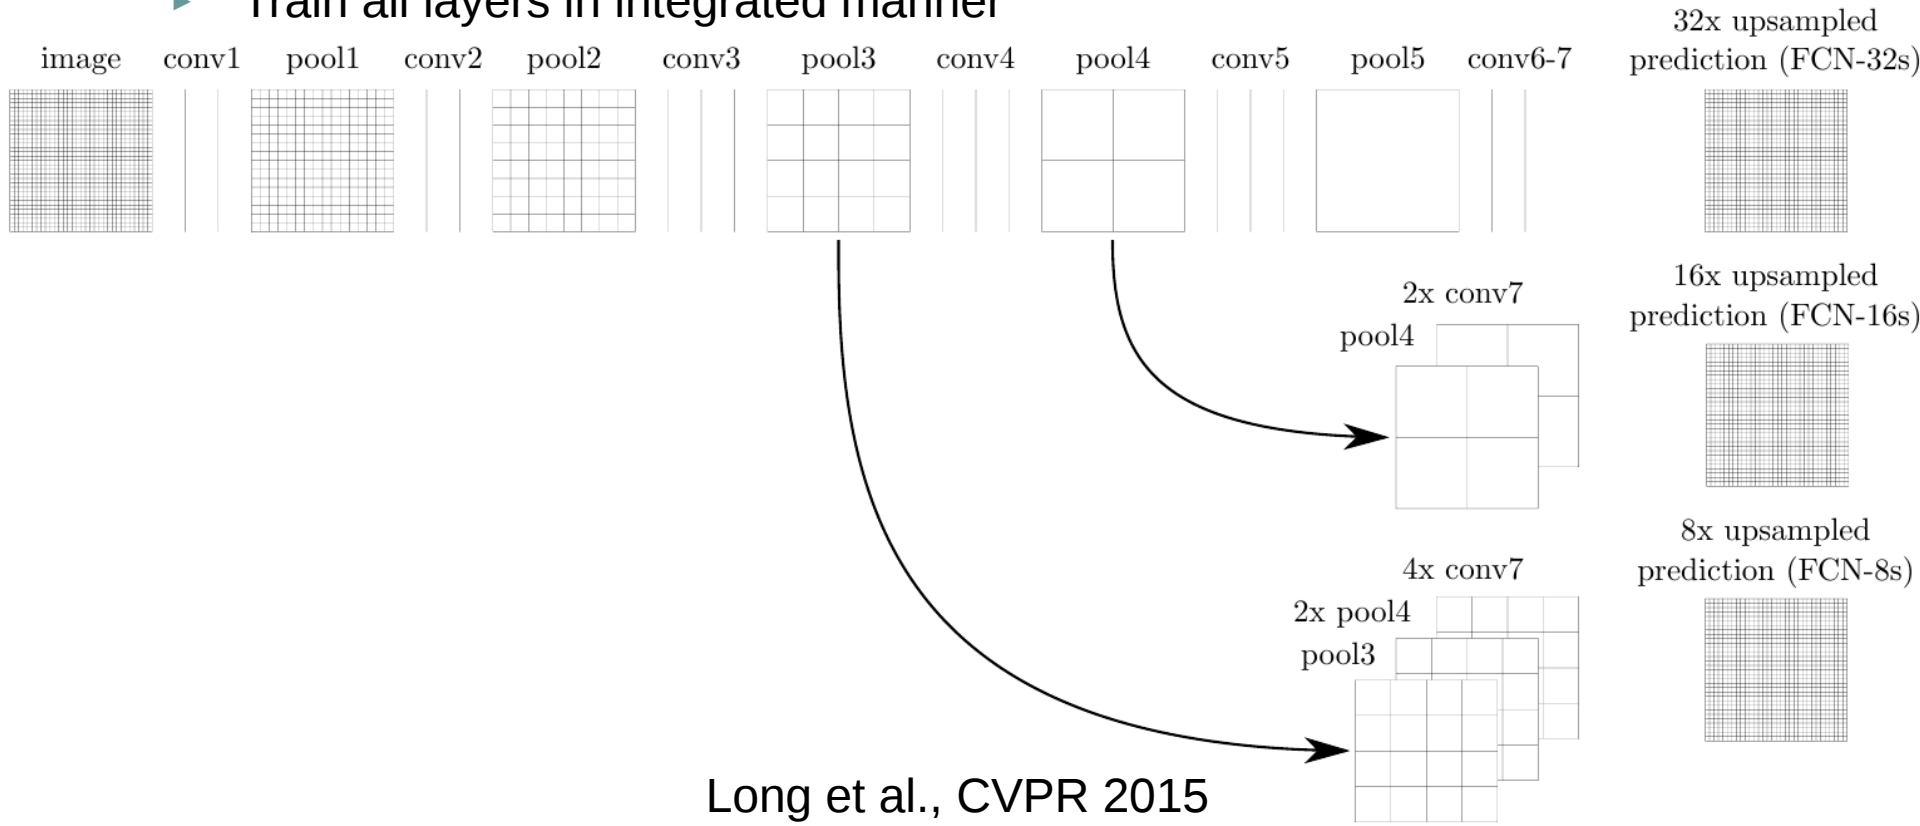 Train all layers in integrated manner
image conv1 pool1 conv2 pool2 conv3 pool3 conv4 pool4 conv5 pool5 conv6-7
32x upsampled
prediction (FCN-32s)
16x upsampled
prediction (FCN-16s)
2x conv7
pool4
8x upsampled
prediction (FCN-8s)
4x conv7
2x pool4
pool3
Long et al., CVPR 2015